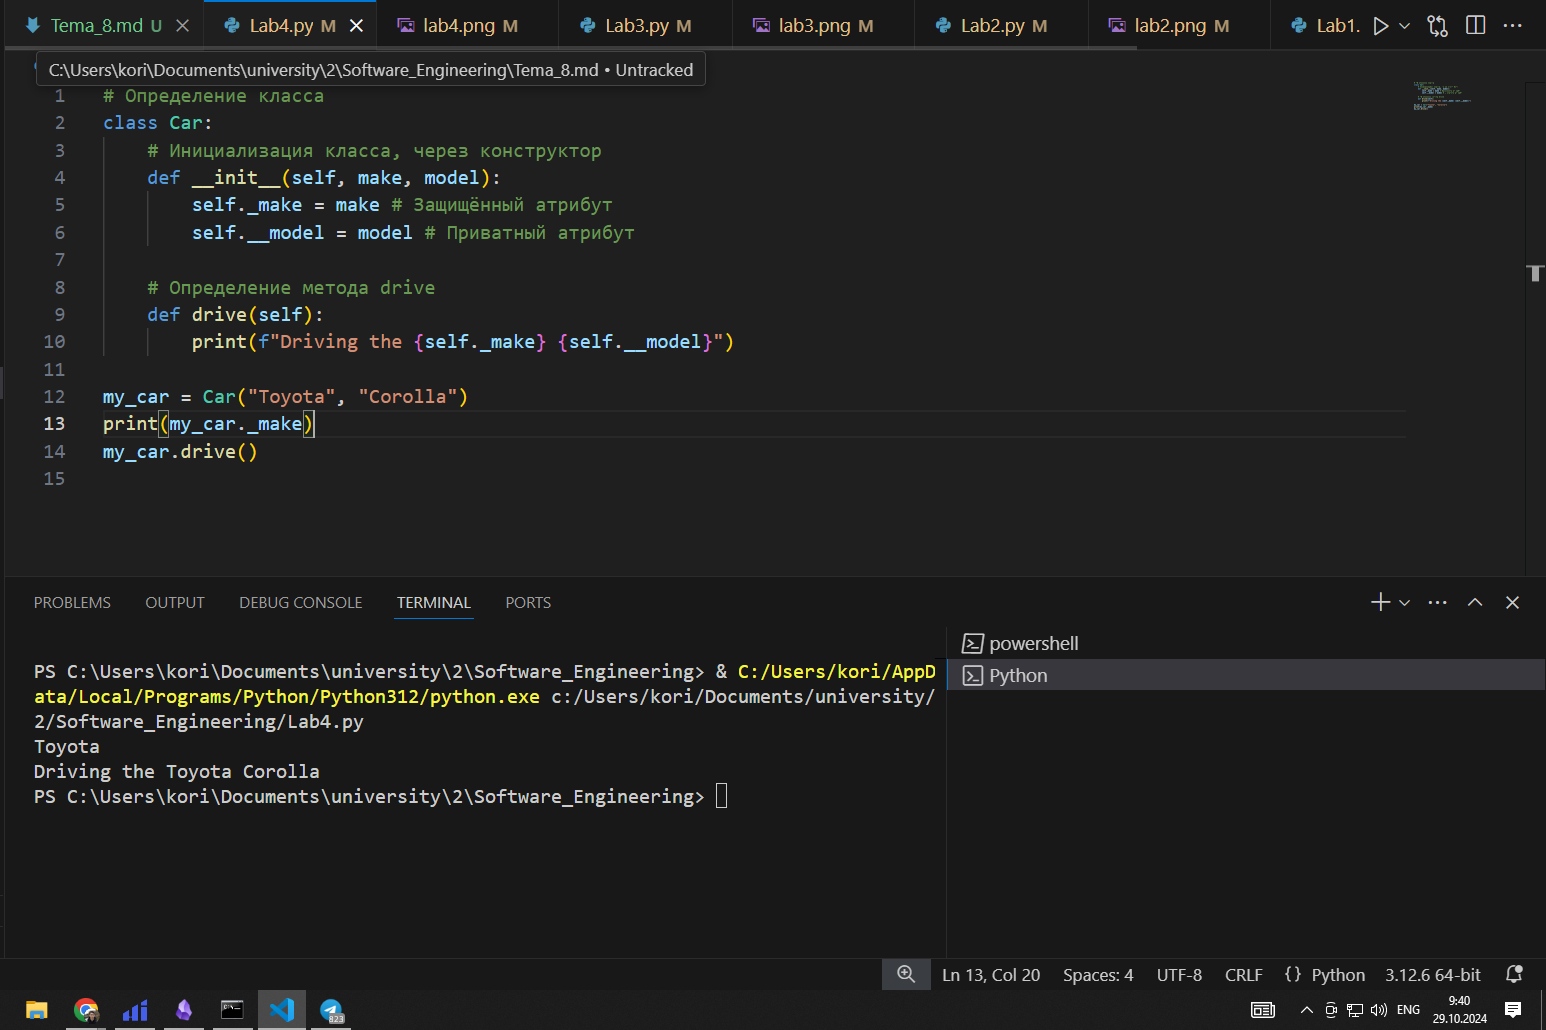 Tema_8.md U
Lab4.py M
lab4.png M
Lab3.py M
lab3.png M
Lab2.py M
lab2.png M
Lab1.
C:\Users\kori\Documents\university\2\Software_Engineering\Tema_8.md • Untracked
1 # Определение класса
2 class Car:
3     # Инициализация класса, через конструктор
4     def __init__(self, make, model):
5         self._make = make # Защищённый атрибут
6         self.__model = model # Приватный атрибут
7
8     # Определение метода drive
9     def drive(self):
10         print(f"Driving the {self._make} {self.__model}")
11
12 my_car = Car("Toyota", "Corolla")
13 print(my_car._make)
14 my_car.drive()
15
PROBLEMS OUTPUT DEBUG CONSOLE TERMINAL PORTS
PS C:\Users\kori\Documents\university\2\Software_Engineering> & C:/Users/kori/AppD
ata/Local/Programs/Python/Python312/python.exe c:/Users/kori/Documents/university/
2/Software_Engineering/Lab4.py
Toyota
Driving the Toyota Corolla
PS C:\Users\kori\Documents\university\2\Software_Engineering>
powershell
Python
Ln 13, Col 20 Spaces: 4 UTF-8 CRLF {} Python 3.12.6 64-bit
823
ENG
9:40
29.10.2024